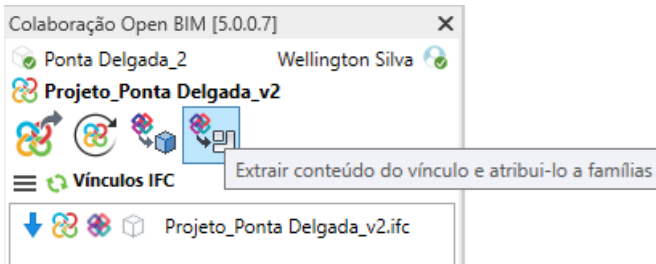 Colaboração Open BIM [5.0.0.7]
Ponta Delgada_2 Wellington Silva
Projeto_Ponta Delgada_v2
Extrair conteúdo do vínculo e atribui-lo a famílias
Vínculos IFC
Projeto_Ponta Delgada_v2.ifc